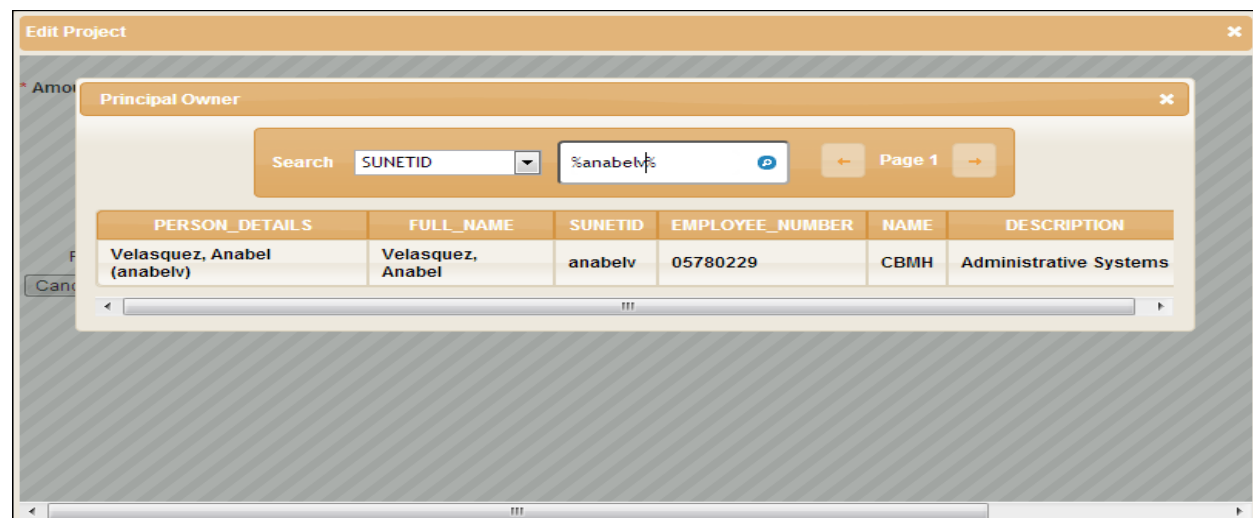 Edit Project
* Amou
Principal Owner
Search SUNETID %anabelv% Page 1
PERSON_DETAILS FULL_NAME SUNETID EMPLOYEE_NUMBER NAME DESCRIPTION
Velasquez, Anabel (anabelv) Velasquez, Anabel anabelv 05780229 CBMH Administrative Systems
Canc